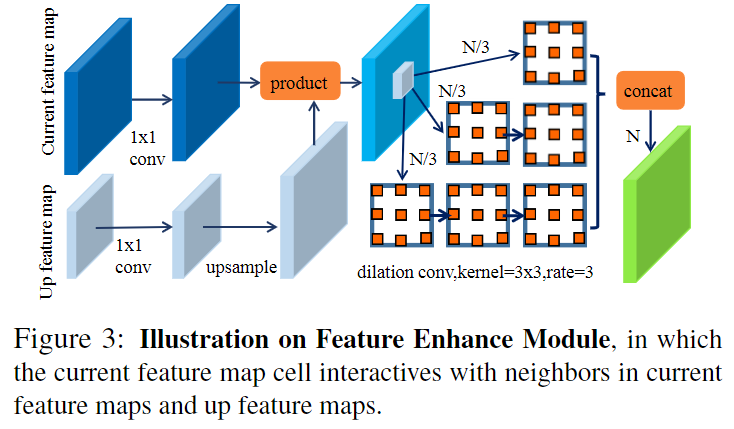 Current feature map
1x1
conv
product
N/3
N/3
N/3
concat
N
Up feature map
1x1
conv
upsample
dilation conv,kernel=3x3,rate=3
Figure 3: Illustration on Feature Enhance Module, in which
the current feature map cell interactives with neighbors in current
feature maps and up feature maps.